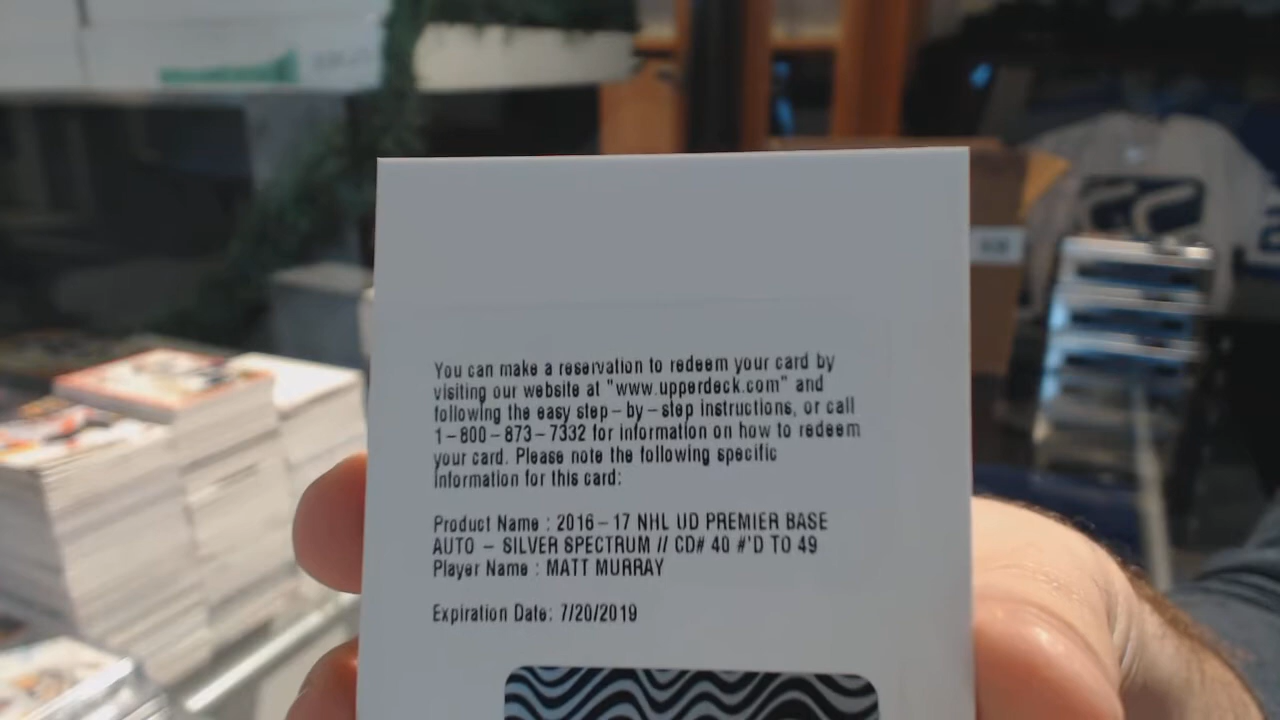 You can make a reservation to redeem your card by
visiting our website at "www.upperdeck.com" and
following the easy step-by-step instructions, or call
1-800-873-7332 for information on how to redeem
your card. Please note the following specific
information for this card:
Product Name : 2016-17 NHL UD PREMIER BASE
AUTO - SILVER SPECTRUM // CD# 40 #'D TO 49
Player Name : MATT MURRAY
Expiration Date: 7/20/2019